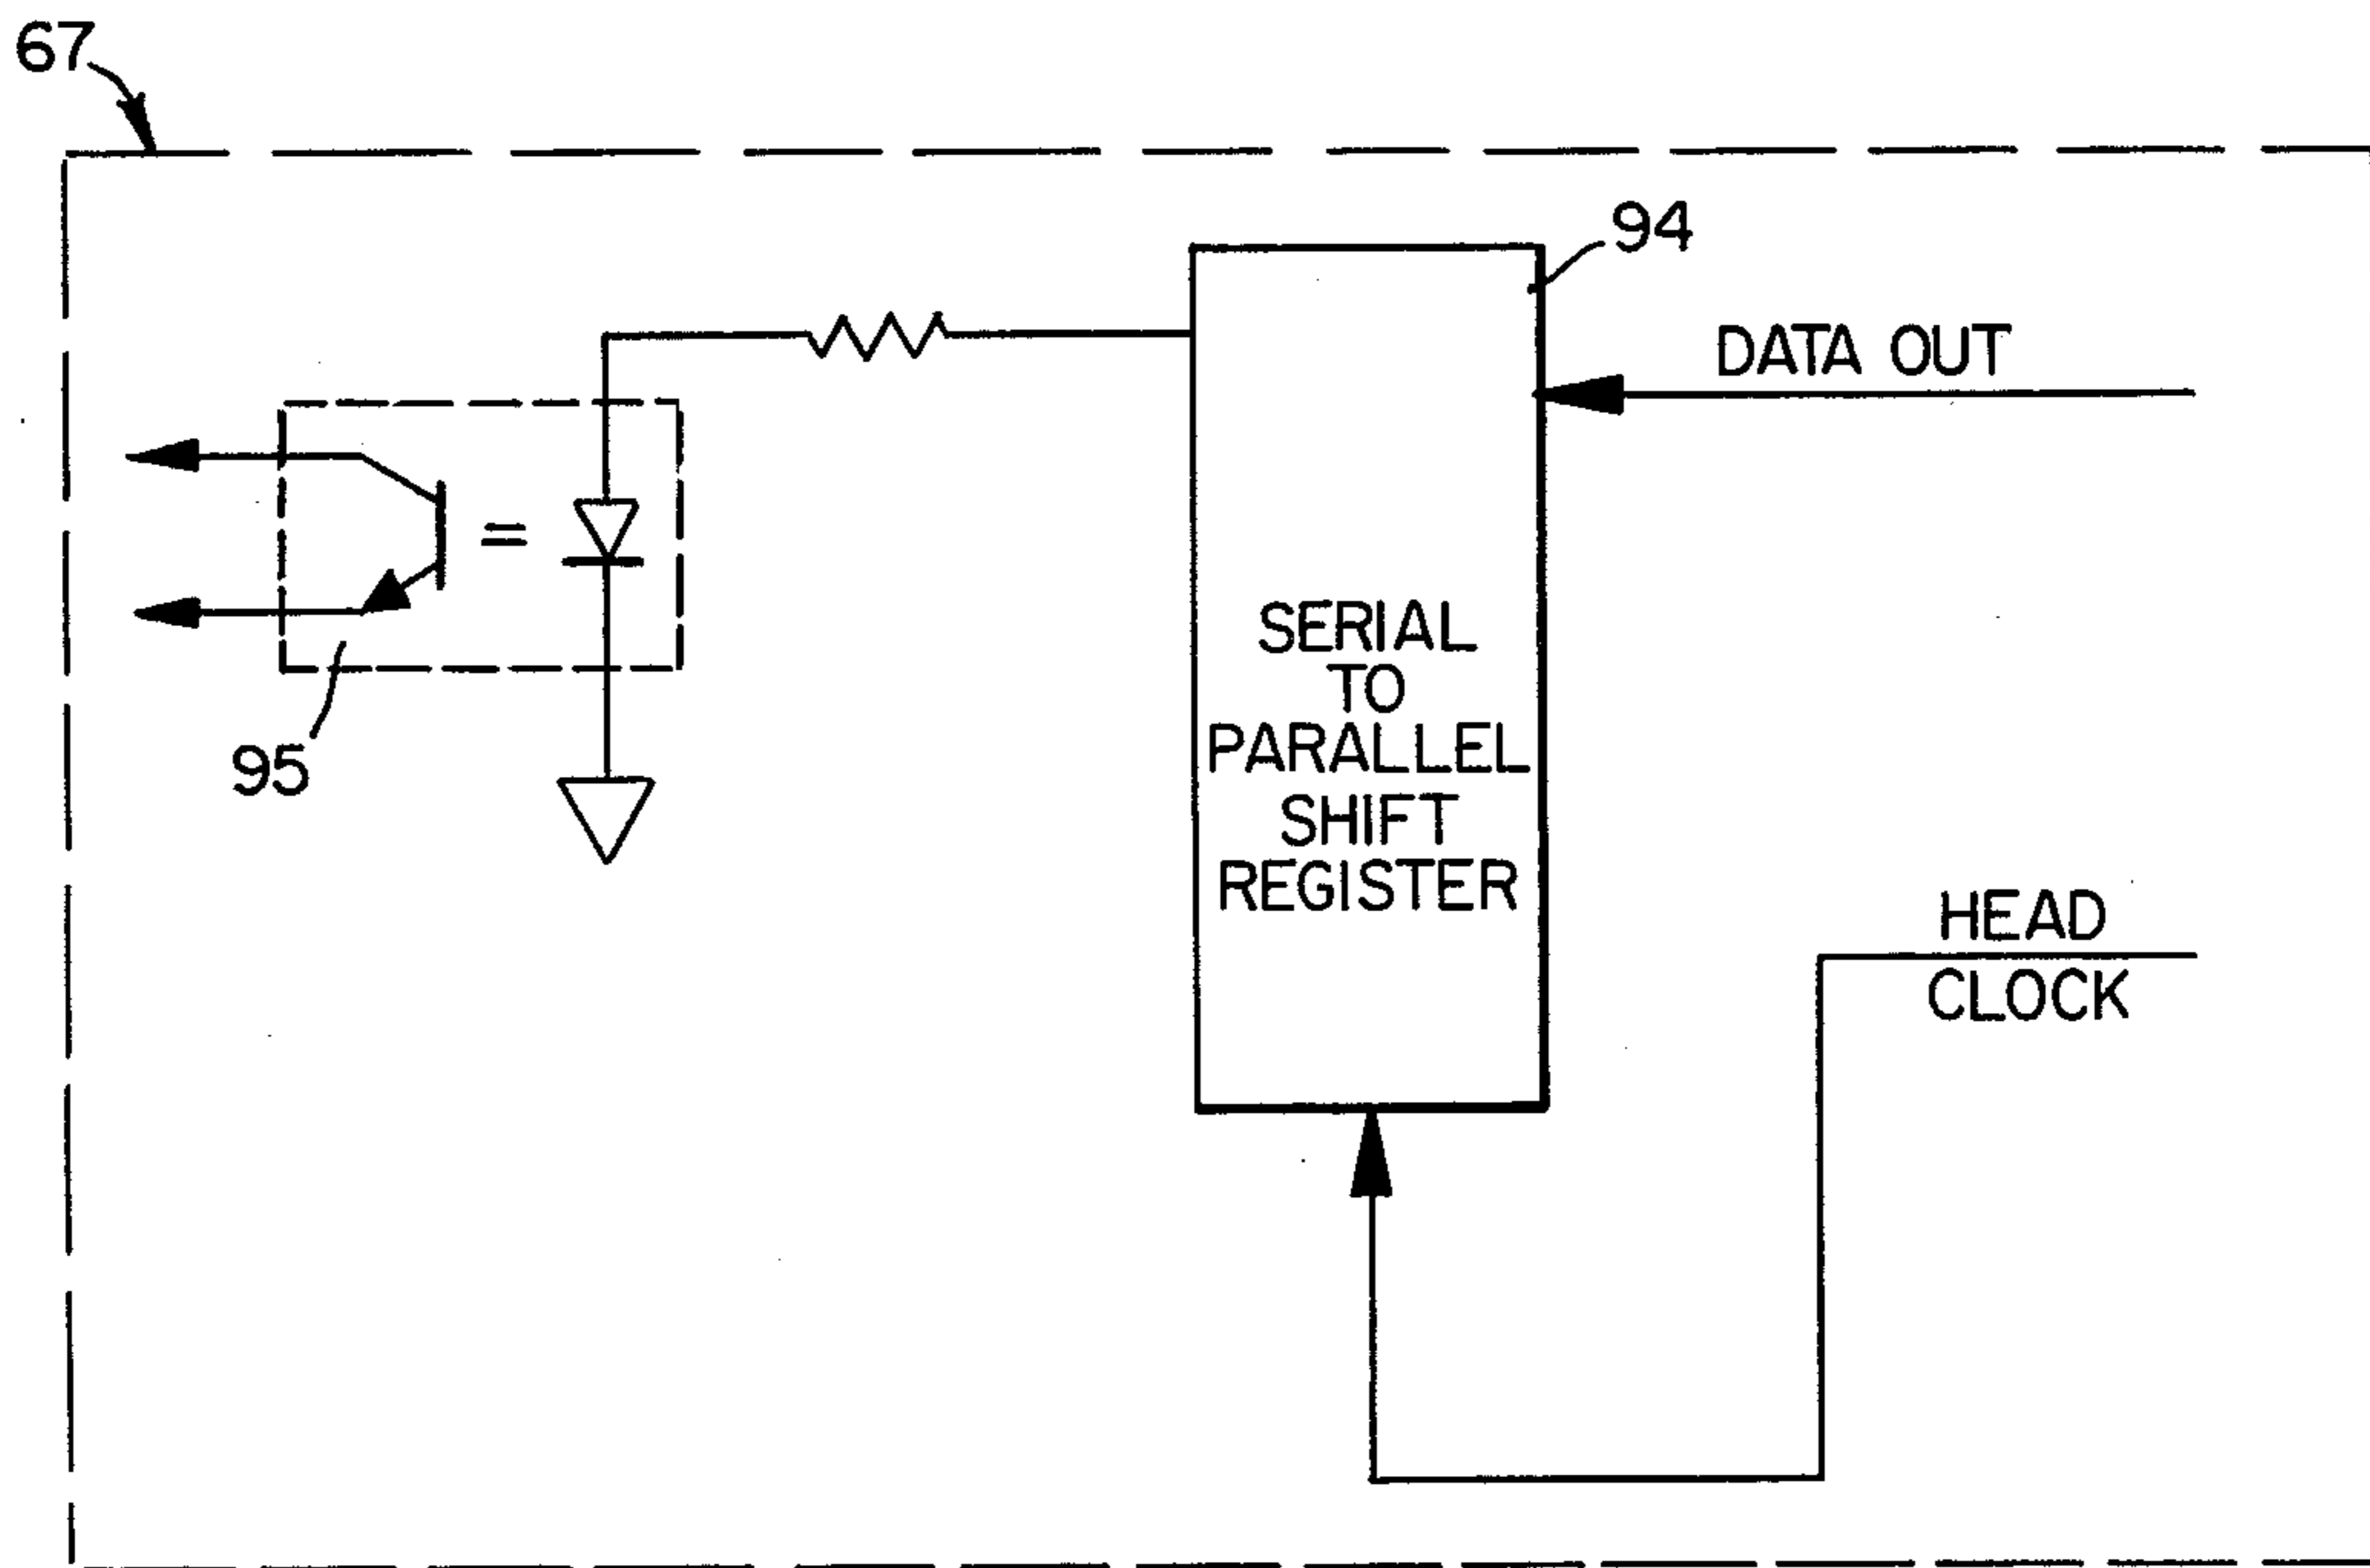 67
94
DATA OUT
SERIAL
TO
PARALLEL
SHIFT
REGISTER
95
HEAD
CLOCK